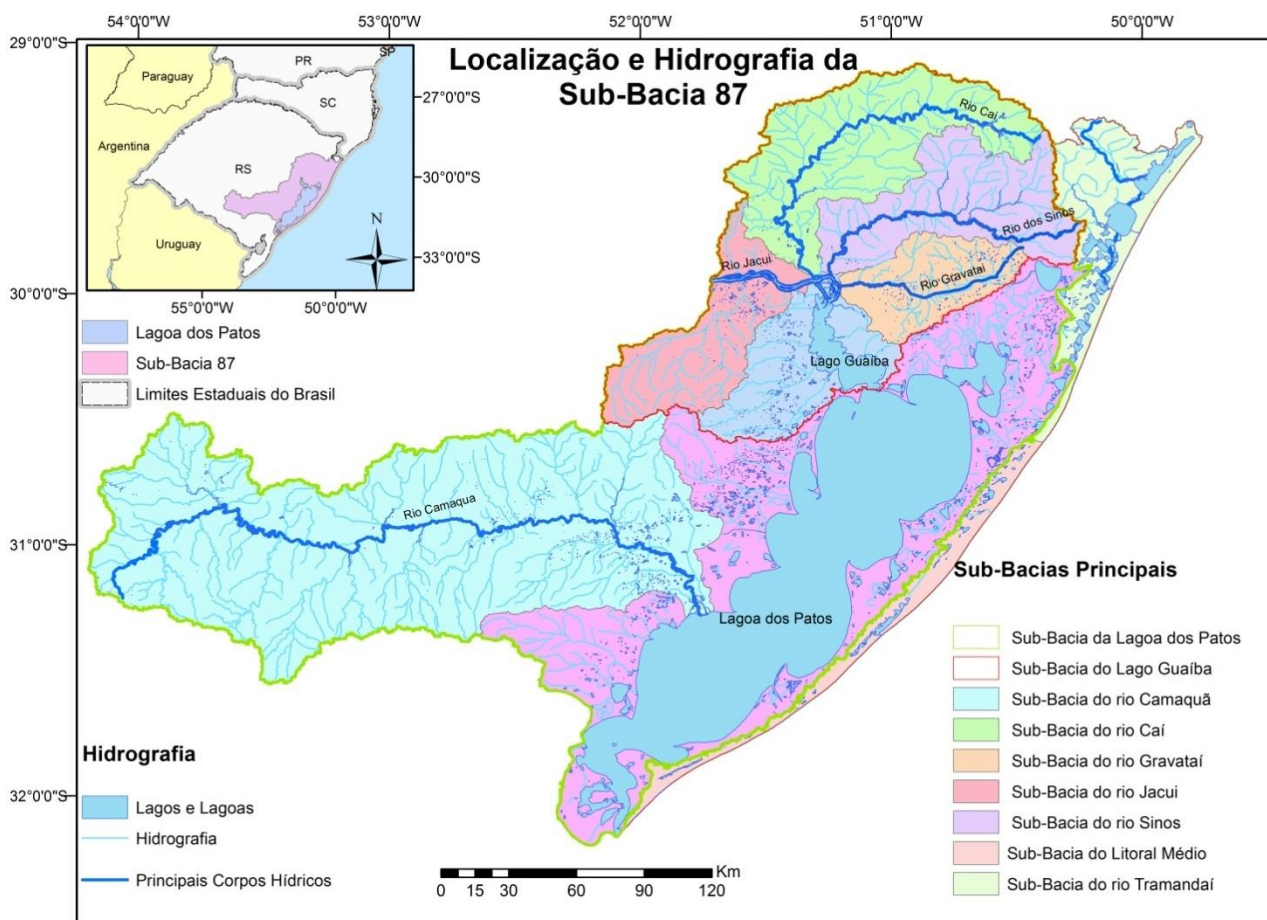 54°0'0"W 53°0'0"W 52°0'0"W 51°0'0"W 50°0'0"W
29°0'0"S
30°0'0"S
31°0'0"S
32°0'0"S
Localização e Hidrografia da
Sub-Bacia 87
Paraguay
Argentina
Uruguay
PR
SP
SC
RS
N
27°0'0"S
30°0'0"S
33°0'0"S
55°0'0"W 50°0'0"W
Lagoa dos Patos
Sub-Bacia 87
Limites Estaduais do Brasil
Rio Caí
Rio dos Sinos
Rio Jacui
Rio Gravatai
Lago Guaíba
Rio Camaqua
Lagoa dos Patos
Hidrografia
Lagos e Lagoas
Hidrografia
Principais Corpos Hídricos
Km
0 15 30 60 90 120
Sub-Bacias Principais
Sub-Bacia da Lagoa dos Patos
Sub-Bacia do Lago Guaíba
Sub-Bacia do rio Camaquã
Sub-Bacia do rio Caí
Sub-Bacia do rio Gravataí
Sub-Bacia do rio Jacui
Sub-Bacia do rio Sinos
Sub-Bacia do Litoral Médio
Sub-Bacia do rio Tramandaí